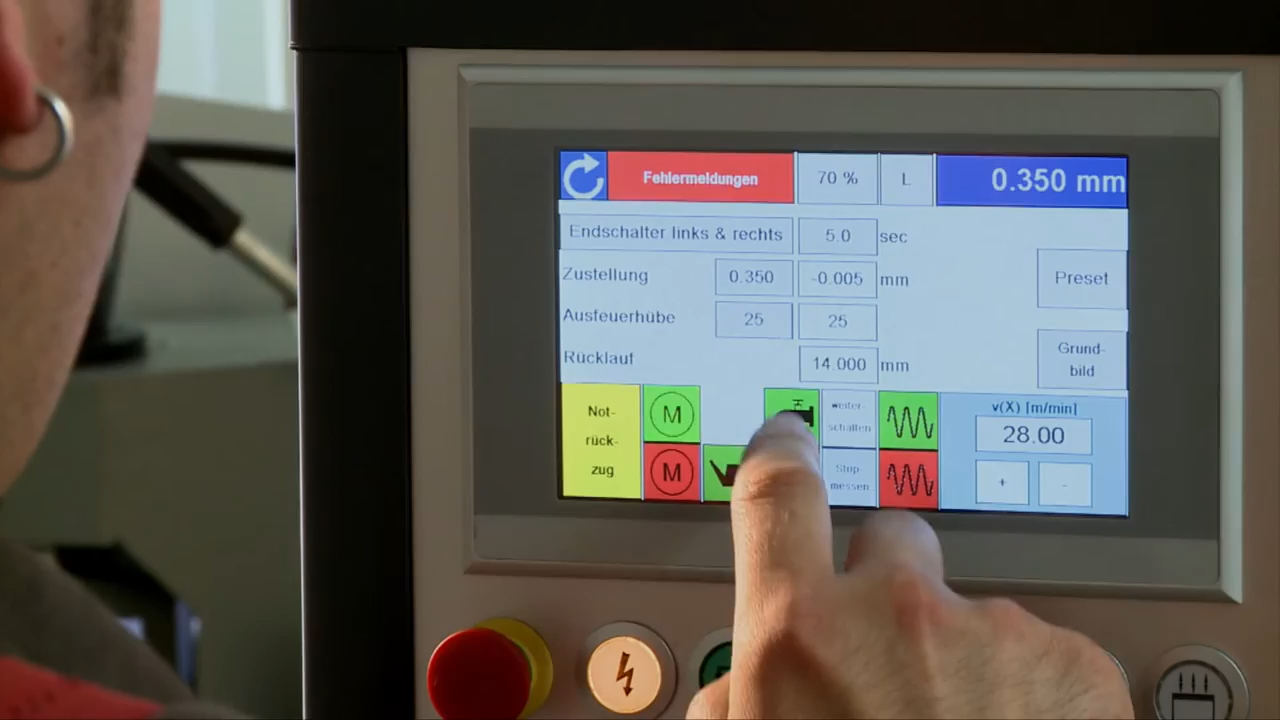 Fehlermeldungen
70 %
L
0.350 mm
Endschalter links & rechts
5.0
sec
Zustellung
0.350
-0.005
mm
Preset
Ausfeuerhübe
25
25
Grund-
bild
Rücklauf
14.000
mm
Not-
rück-
zug
M
M
weiter-
schalten
Stop
messen
v(X) [m/min]
28.00
+
-